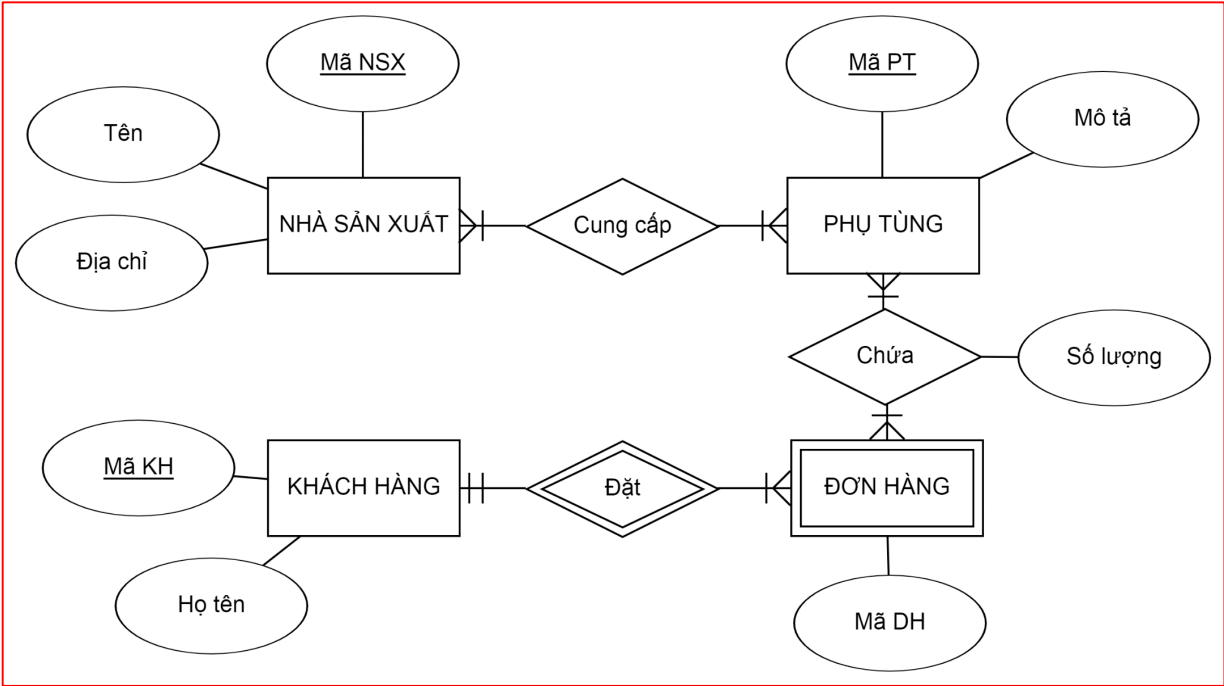 Mã NSX
Mã PT
Tên
Mô tả
NHÀ SẢN XUẤT
Cung cấp
PHỤ TÙNG
Địa chỉ
Chứa
Số lượng
Mã KH
KHÁCH HÀNG
Đặt
ĐƠN HÀNG
Họ tên
Mã DH